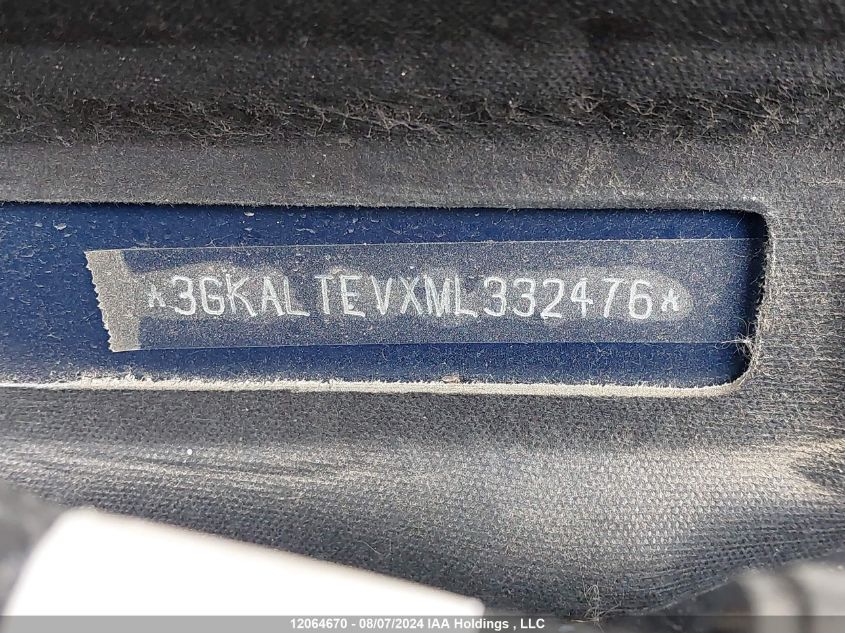 *3GKALTEVXML332476*
12064670 - 08/07/2024 IAA Holdings , LLC